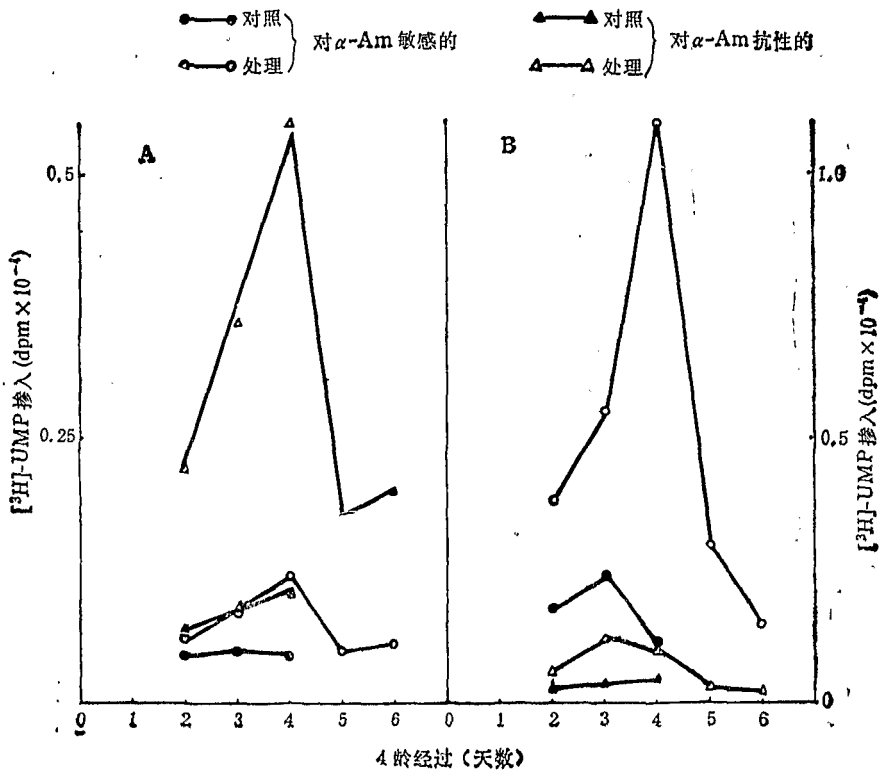 对照 对照
对α-Am敏感的 对α-Am抗性的
处理 处理
A B
0.5 1.0
[³H]-UMP掺入(dpm×10⁻⁴)
[³H]-UMP掺入(dpm×10⁻⁴)
0.25 0.5
0
0 1 2 3 4 5 6 0 1 2 3 4 5 6
4龄经过(天数)